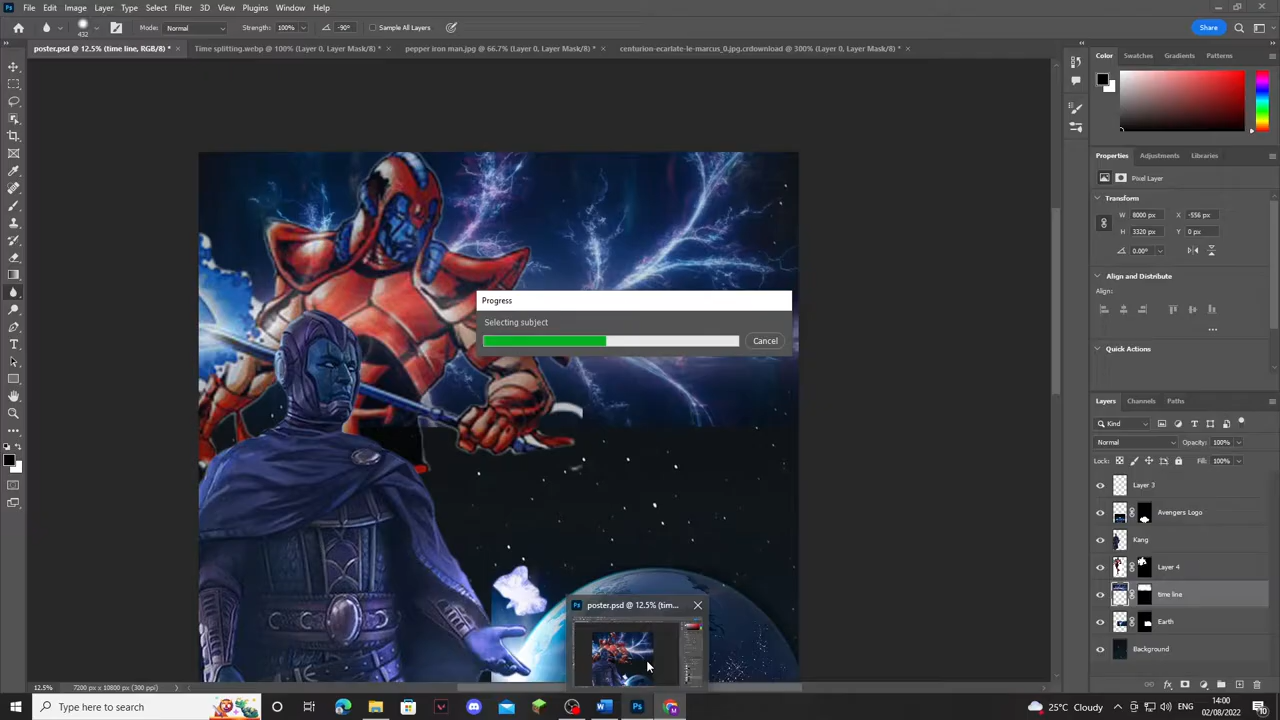 Ps File Edit Image Layer Type Select Filter 3D View Plugins Window Help
432 Mode: Normal Strength: 100% -90° Sample All Layers Share
poster.psd @ 12.5% (time line, RGB/8) * × Time splitting.webp @ 100% (Layer 0, Layer Mask/8) * × pepper iron man.jpg @ 66.7% (Layer 0, Layer Mask/8) * × centurion-ecarlate-le-marcus_0.jpg.crdownload @ 300% (Layer 0, Layer Mask/8) * ×
Color Swatches Gradients Patterns
Properties Adjustments Libraries
Pixel Layer
Transform
W 8000 px X -556 px
H 3320 px Y 0 px
0.00°
Align and Distribute
Align:
Quick Actions
Progress
Selecting subject
Cancel
Layers Channels Paths
Kind
Normal Opacity: 100%
Lock: Fill: 100%
Layer 3
Avengers Logo
Kang
Layer 4
time line
Earth
Background
Ps poster.psd @ 12.5% (tim...
12.5% 7200 px x 10800 px (300 ppi)
Type here to search
25°C Cloudy ENG 14:00
02/08/2022